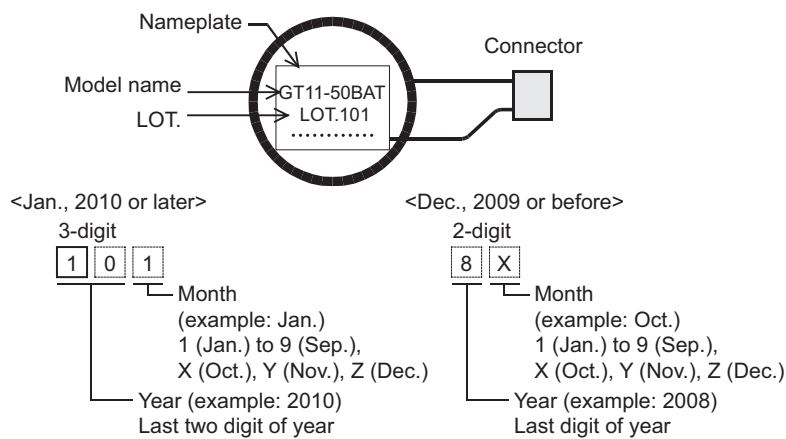 Nameplate
Connector
Model name
GT11-50BAT
LOT.
LOT.101
............
<Jan., 2010 or later>
3-digit
1 0 1
Month
(example: Jan.)
1 (Jan.) to 9 (Sep.),
X (Oct.), Y (Nov.), Z (Dec.)
Year (example: 2010)
Last two digit of year
<Dec., 2009 or before>
2-digit
8 X
Month
(example: Oct.)
1 (Jan.) to 9 (Sep.),
X (Oct.), Y (Nov.), Z (Dec.)
Year (example: 2008)
Last digit of year